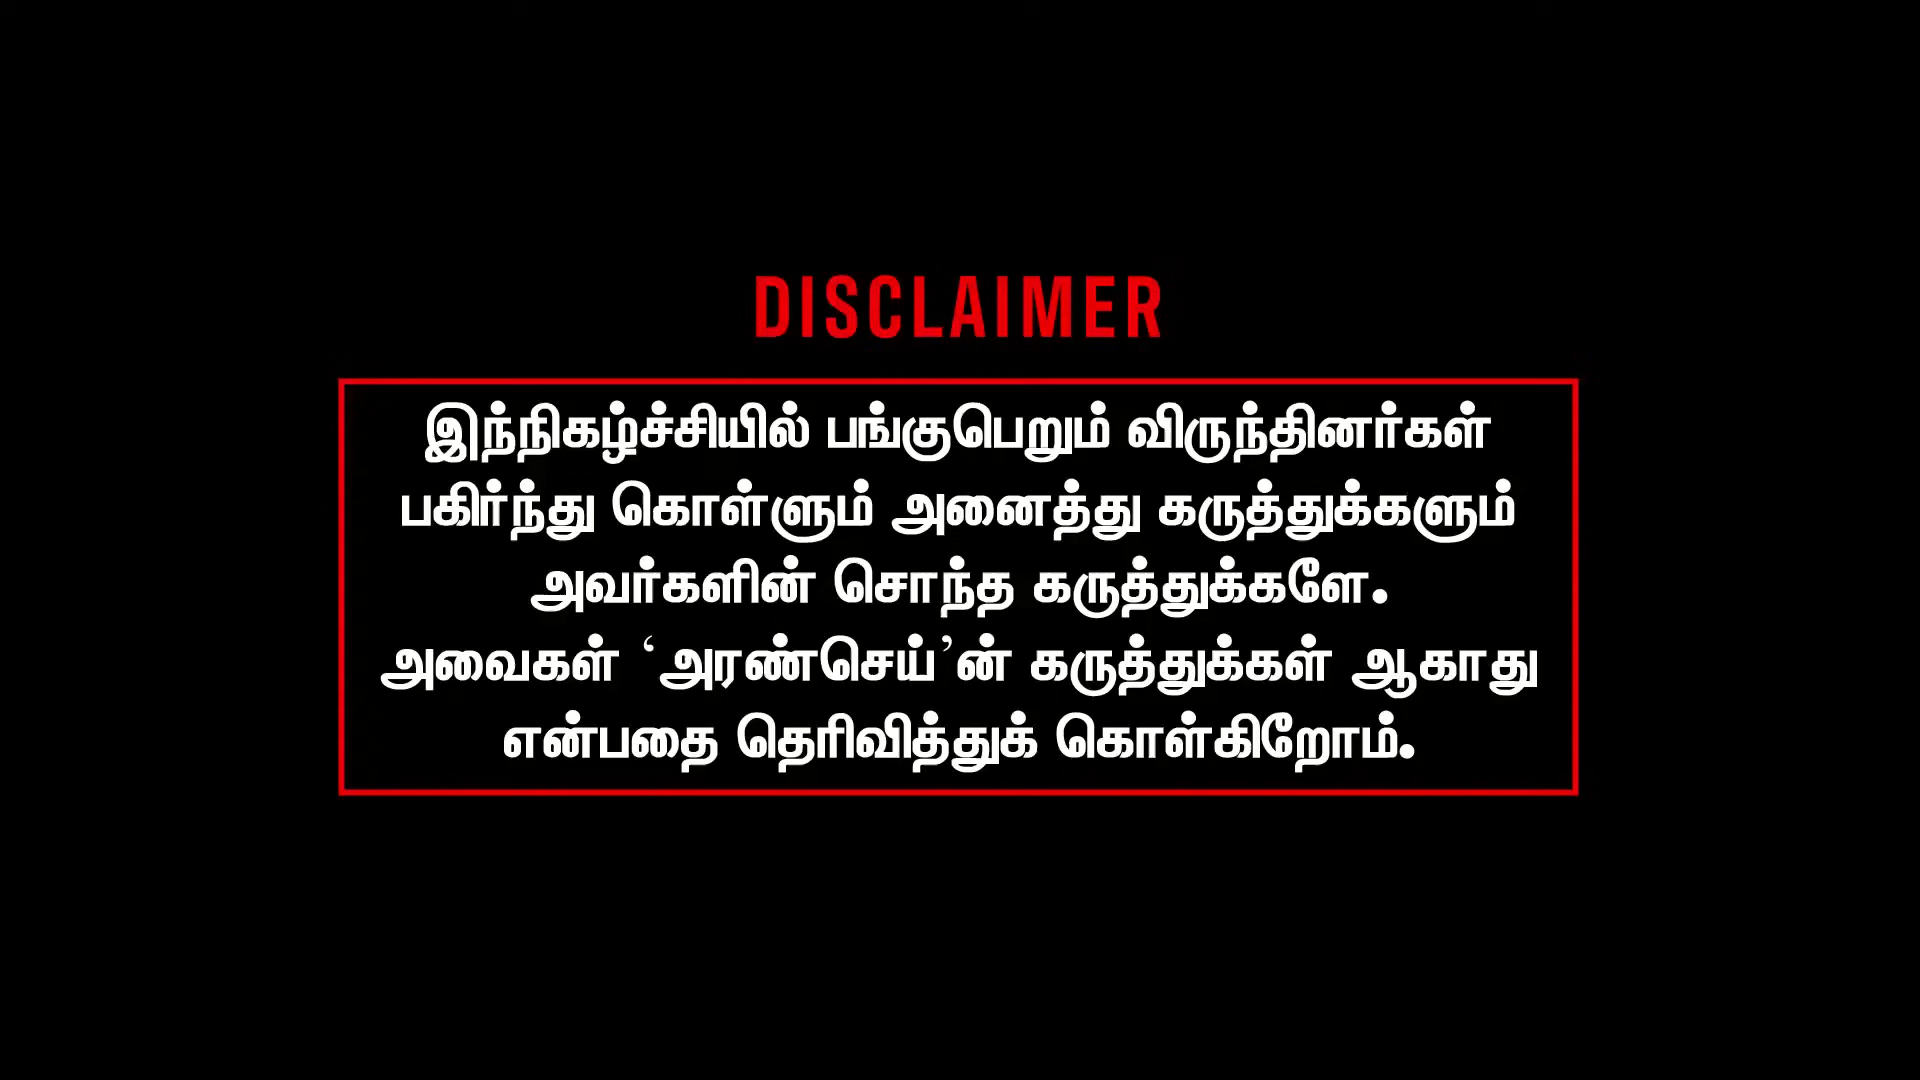 DISCLAIMER
இந்நிகழ்ச்சியில் பங்குபெறும் விருந்தினர்கள்
பகிர்ந்து கொள்ளும் அனைத்து கருத்துக்களும்
அவர்களின் சொந்த கருத்துக்களே.
அவைகள் ‘அரண்செய்’ன் கருத்துக்கள் ஆகாது
என்பதை தெரிவித்துக் கொள்கிறோம்.